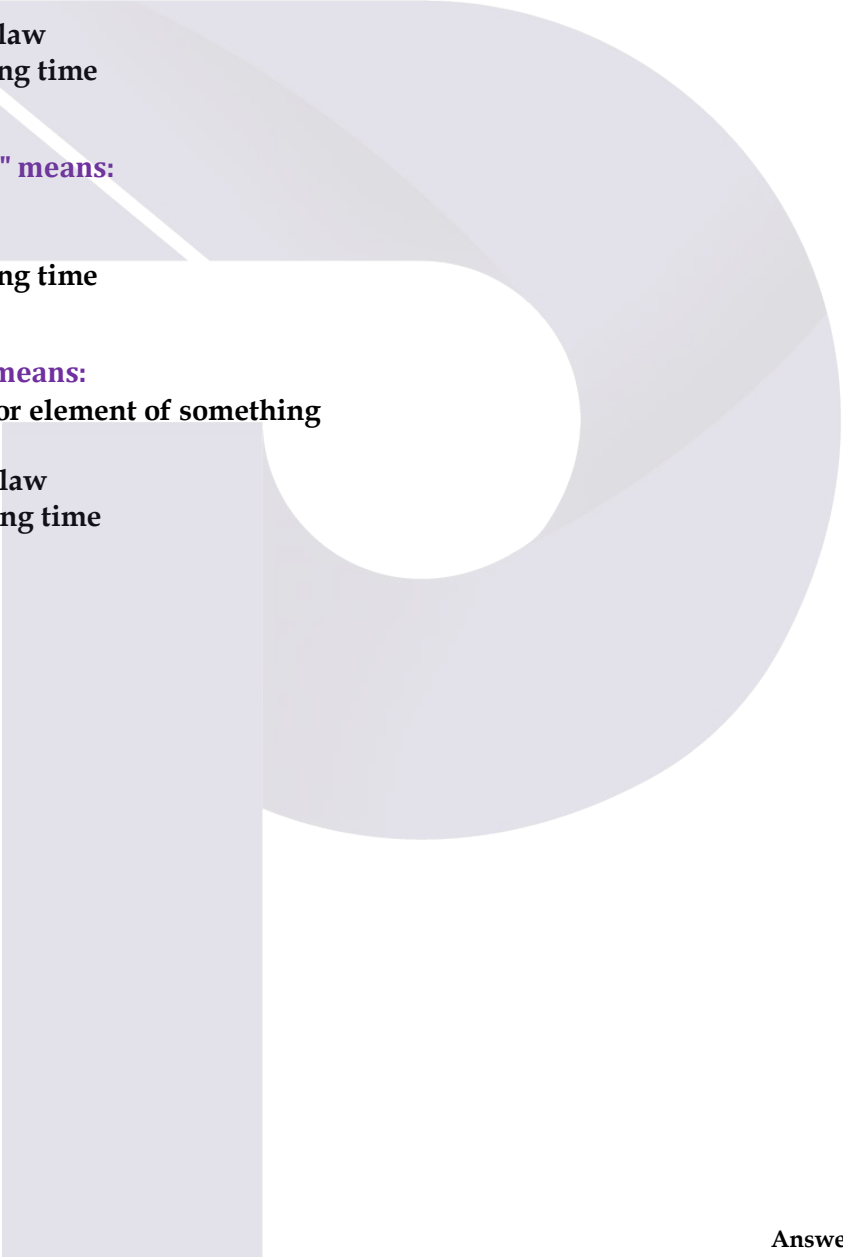 law
ng time
" means:
ng time
means:
or element of something
law
ng time
Answe